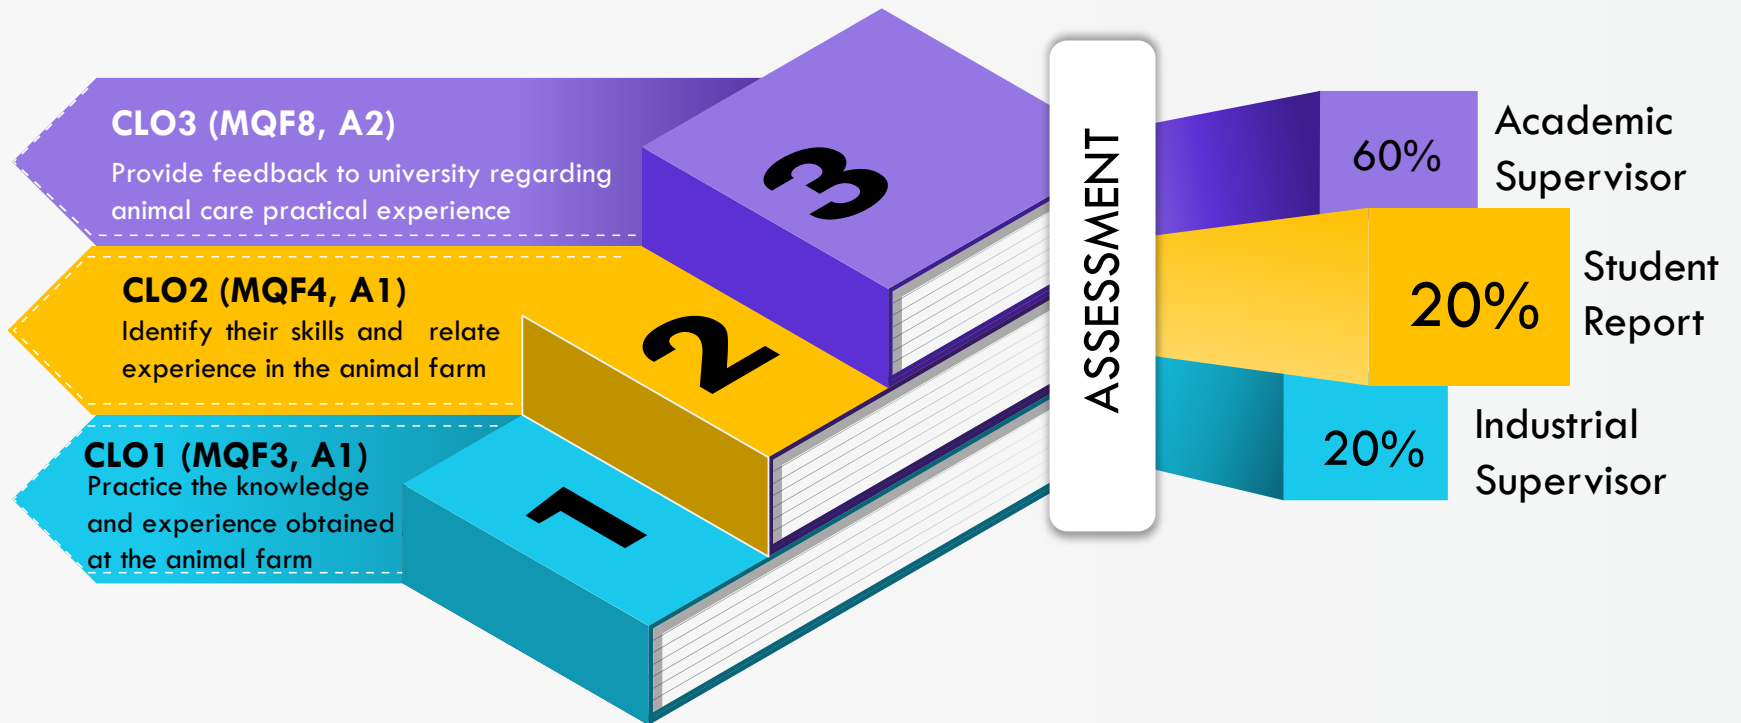 CLO3 (MQF8, A2)
Provide feedback to university regarding
animal care practical experience
CLO2 (MQF4, A1)
Identify their skills and relate
experience in the animal farm
CLO1 (MQF3, A1)
Practice the knowledge
and experience obtained
at the animal farm
3
2
1
ASSESSMENT
60%
Academic
Supervisor
20%
Student
Report
20%
Industrial
Supervisor